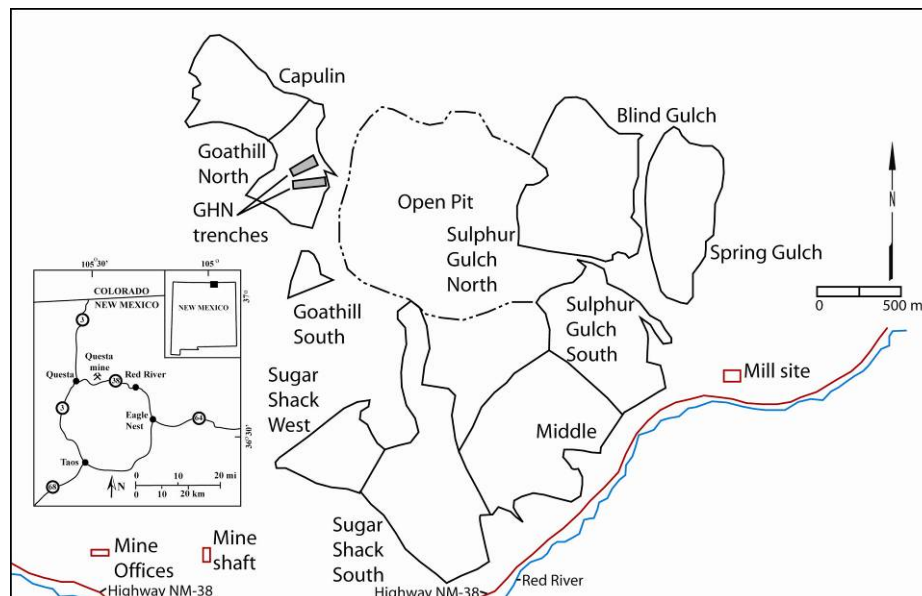 Capulin
Blind Gulch
Goathill
North
GHN
trenches
Open Pit
Sulphur
Gulch
North
Spring Gulch
N
0
500 m
Goathill
South
Sulphur
Gulch
South
Mill site
Sugar
Shack
West
Middle
Sugar
Shack
South
Mine
Offices
Mine
shaft
Highway NM-38
Highway NM-38
Red River
105°30'
105°
37°
36°30'
COLORADO
NEW MEXICO
NEW MEXICO
3
Questa
mine
Questa
38
Red River
3
Eagle
Nest
64
Taos
68
N
0 10 20 mi
0 10 20 km